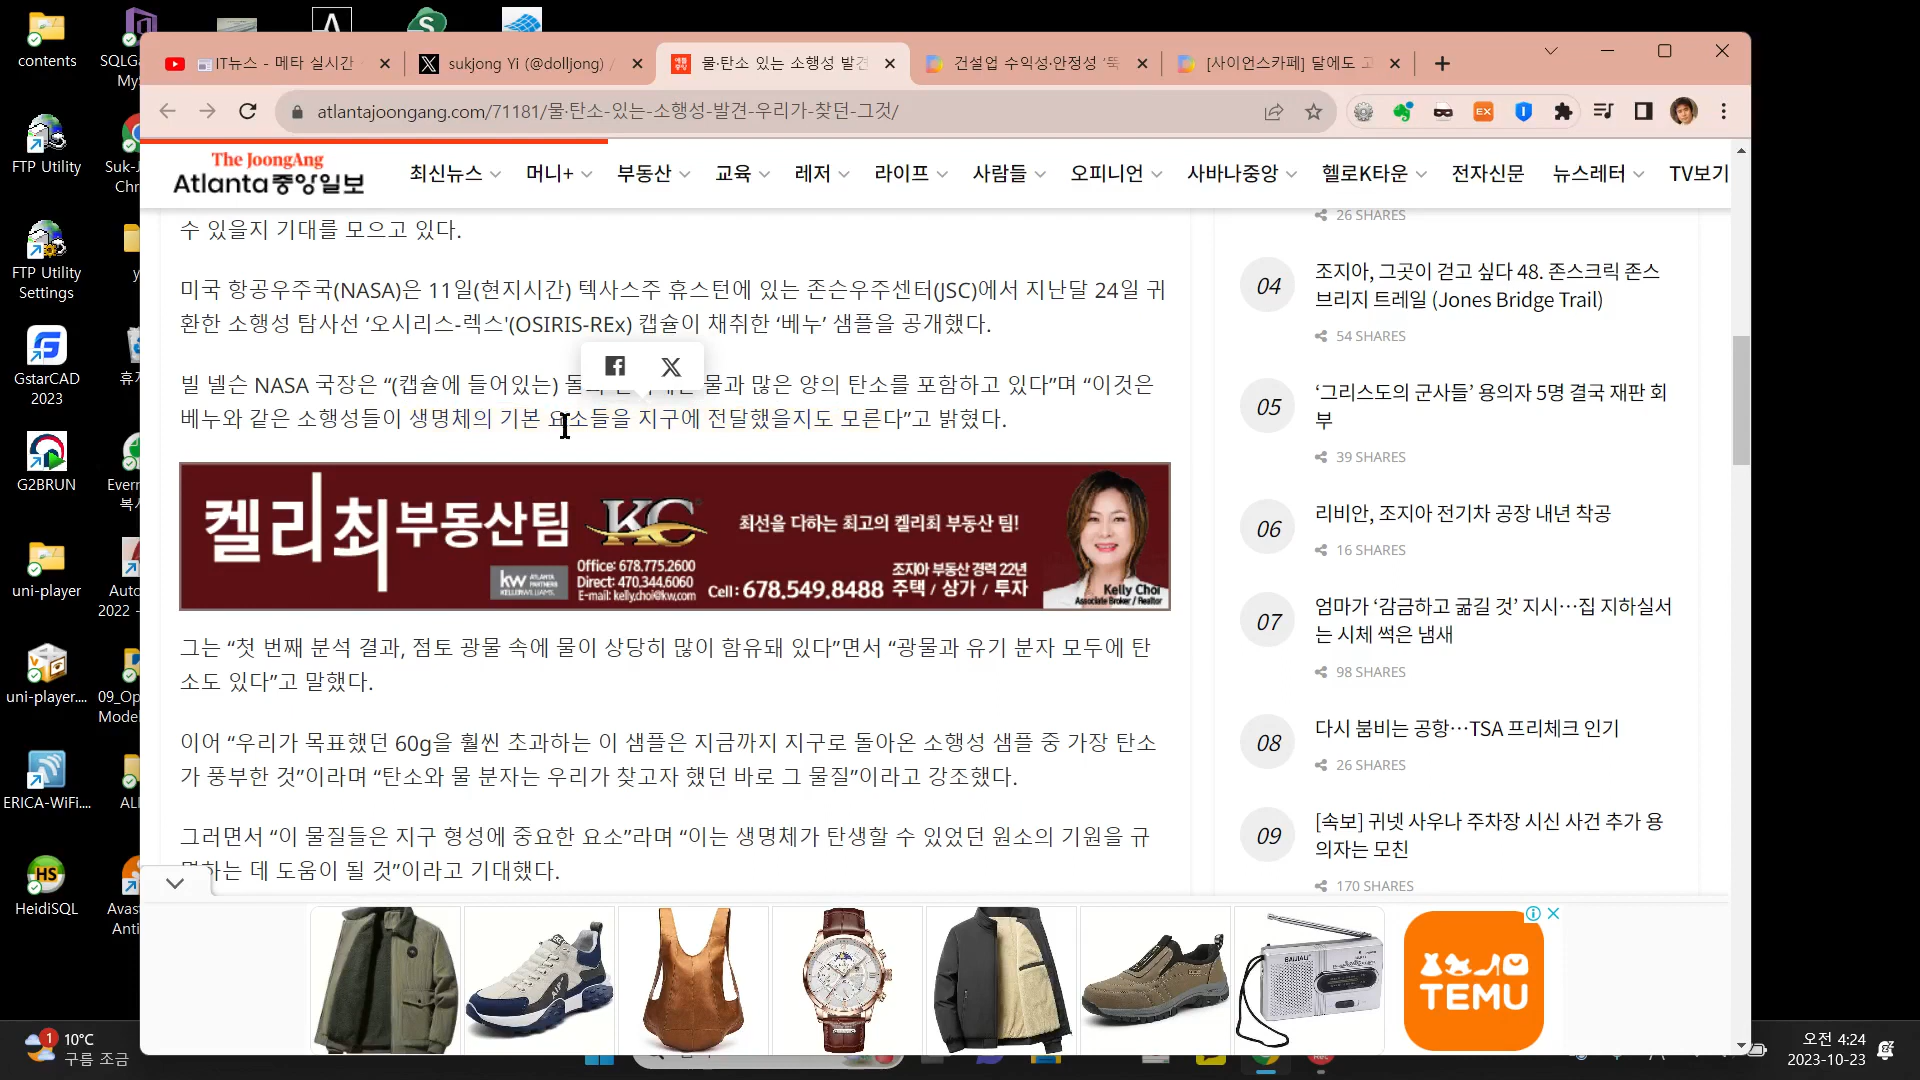 contents
SQLGa
My
FTP Utility
Suk-J
Chr
FTP Utility
Settings
y
GstarCAD
2023
휴지
G2BRUN
Evern
복사
uni-player
Auto
2022 -
uni-player....
09_Op
Model
ERICA-WiFi....
ALI
HeidiSQL
Avas
Anti
IT뉴스 - 메타 실시간
sukjong Yi (@dolljong) /
물·탄소 있는 소행성 발견
건설업 수익성·안정성 '뚝
[사이언스카페] 달에도 고
atlantajoongang.com/71181/물·탄소-있는-소행성-발견-우리가-찾던-그것/
EX
The JoongAng
Atlanta중앙일보
최신뉴스
머니+
부동산
교육
레저
라이프
사람들
오피니언
사바나중앙
헬로K타운
전자신문
뉴스레터
TV보기
수 있을지 기대를 모으고 있다.
미국 항공우주국(NASA)은 11일(현지시간) 텍사스주 휴스턴에 있는 존슨우주센터(JSC)에서 지난달 24일 귀
환한 소행성 탐사선 ‘오시리스-렉스'(OSIRIS-REx) 캡슐이 채취한 ‘베누’ 샘플을 공개했다.
빌 넬슨 NASA 국장은 “(캡슐에 들어있는) 물과 많은 양의 탄소를 포함하고 있다”며 “이것은
베누와 같은 소행성들이 생명체의 기본 요소들을 지구에 전달했을지도 모른다”고 밝혔다.
켈리최부동산팀
KC
최선을 다하는 최고의 켈리최 부동산 팀!
kw ATLANTA
PARTNERS
KELLERWILLIAMS.
Office: 678.775.2600
Direct: 470.344.6060
E-mail: kelly.choi@kw.com
Cell: 678.549.8488
조지아 부동산 경력 22년
주택 / 상가 / 투자
Kelly Choi
Associate Broker / Realtor
그는 “첫 번째 분석 결과, 점토 광물 속에 물이 상당히 많이 함유돼 있다”면서 “광물과 유기 분자 모두에 탄
소도 있다”고 말했다.
이어 “우리가 목표했던 60g을 훨씬 초과하는 이 샘플은 지금까지 지구로 돌아온 소행성 샘플 중 가장 탄소
가 풍부한 것”이라며 “탄소와 물 분자는 우리가 찾고자 했던 바로 그 물질”이라고 강조했다.
그러면서 “이 물질들은 지구 형성에 중요한 요소”라며 “이는 생명체가 탄생할 수 있었던 원소의 기원을 규
하는 데 도움이 될 것”이라고 기대했다.
26 SHARES
04
조지아, 그곳이 걷고 싶다 48. 존스크릭 존스
브리지 트레일 (Jones Bridge Trail)
54 SHARES
05
‘그리스도의 군사들’ 용의자 5명 결국 재판 회
부
39 SHARES
06
리비안, 조지아 전기차 공장 내년 착공
16 SHARES
07
엄마가 ‘감금하고 굶길 것’ 지시…집 지하실서
는 시체 썩은 냄새
98 SHARES
08
다시 붐비는 공항…TSA 프리체크 인기
26 SHARES
09
[속보] 귀넷 사우나 주차장 시신 사건 추가 용
의자는 모친
170 SHARES
BAIJIALI
TEMU
1
10°C
구름 조금
오전 4:24
2023-10-23